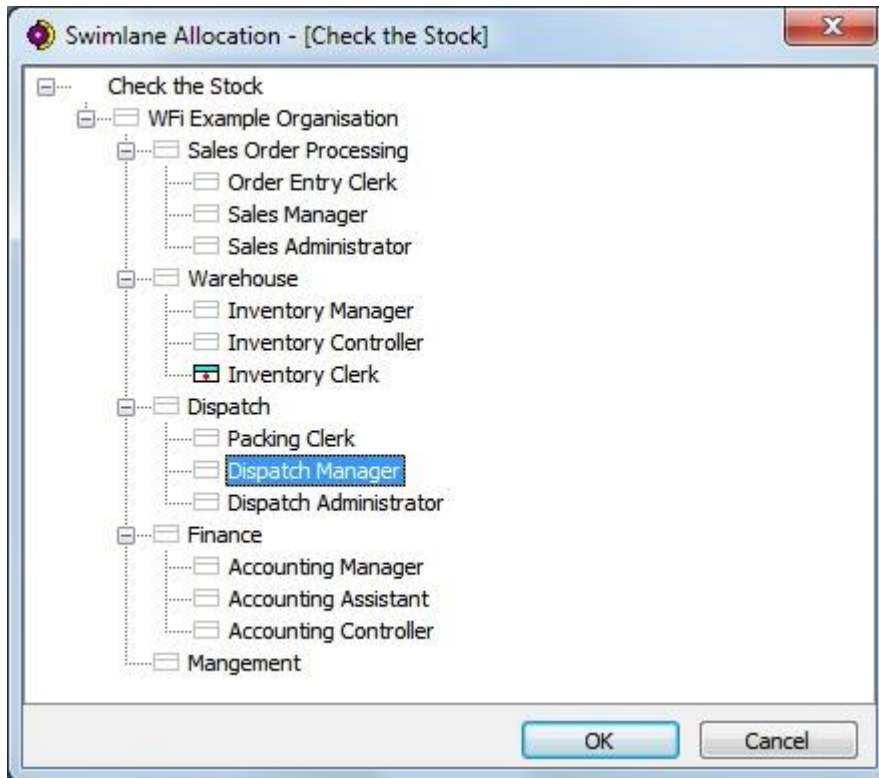 Swimlane Allocation - [Check the Stock]
Check the Stock
WFi Example Organisation
Sales Order Processing
Order Entry Clerk
Sales Manager
Sales Administrator
Warehouse
Inventory Manager
Inventory Controller
Inventory Clerk
Dispatch
Packing Clerk
Dispatch Manager
Dispatch Administrator
Finance
Accounting Manager
Accounting Assistant
Accounting Controller
Mangement
OK Cancel